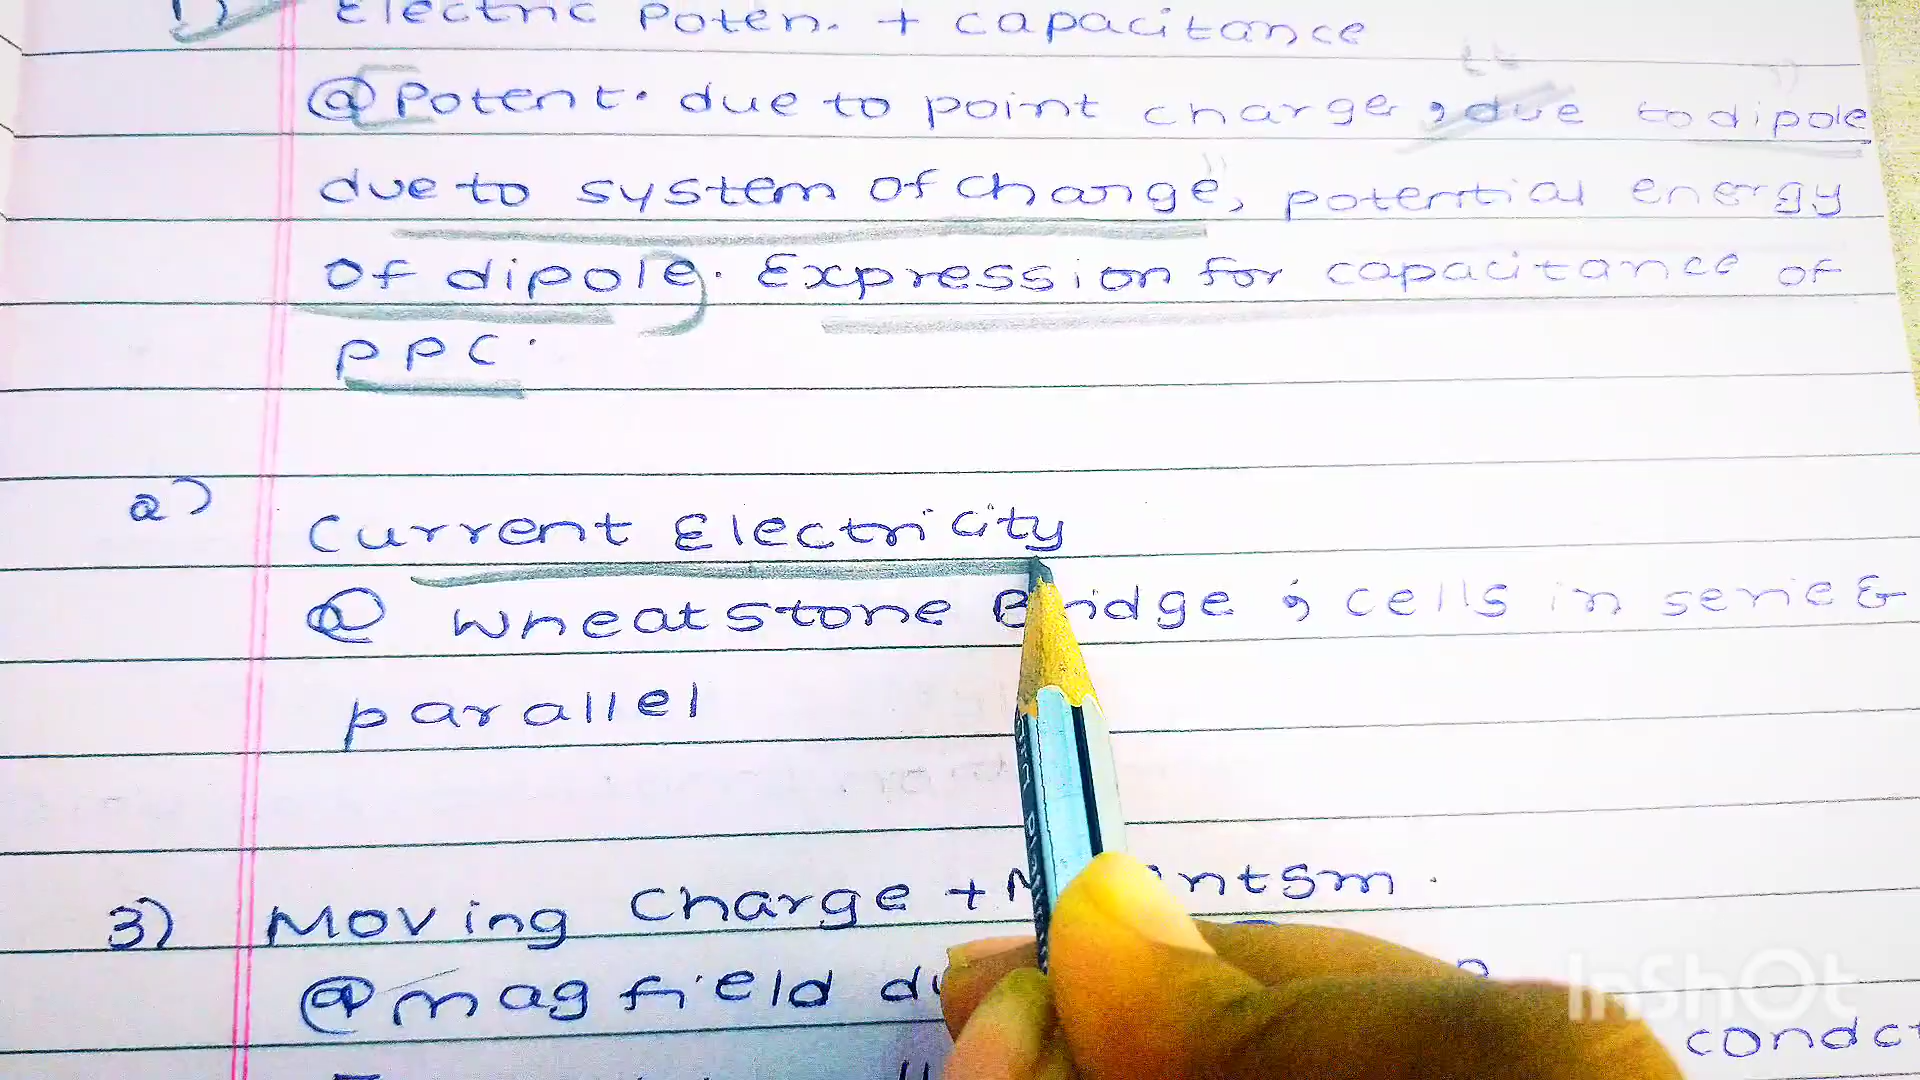 1) Electric Poten. + capacitance
@ Potent. due to point charge, due to dipole
due to system of charge, potential energy
of dipole. Expression for capacitance of
PPC.
2) Current Electricity
@ wheatstone Bridge, cells in serie &
parallel
3) Moving charge +
@ mag field
InShOt